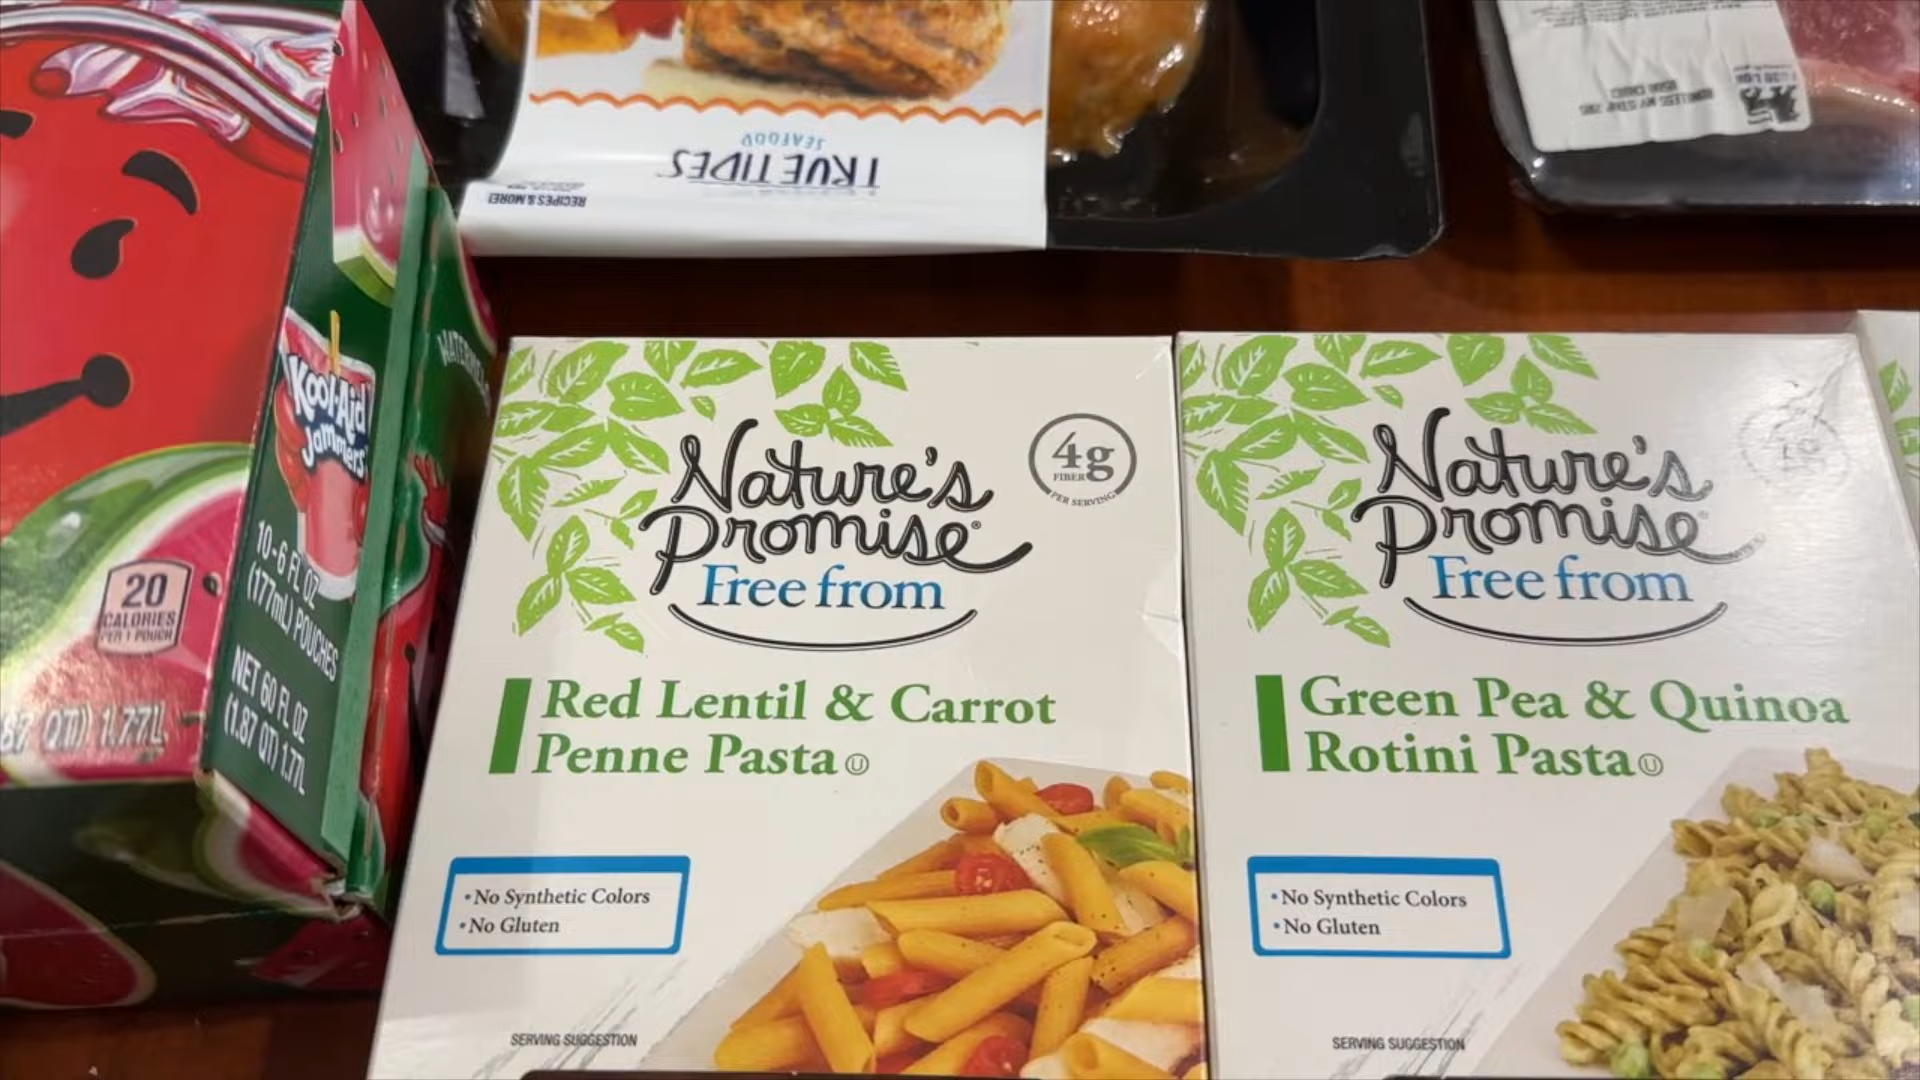 TRUE TIDES
SEAFOOD
RECIPES & MORE!
Kool-Aid
Jammers
10-6 FL OZ
(177mL) POUCHES
NET 60 FL OZ
(1.87 QT) 1.77L
20
CALORIES
PER 1 POUCH
QT) 1.77L
Nature's
Promise®
Free from
4g
FIBER
PER SERVING
Red Lentil & Carrot
Penne Pasta Ⓤ
• No Synthetic Colors
• No Gluten
SERVING SUGGESTION
Nature's
Promise®
Free from
Green Pea & Quinoa
Rotini Pasta Ⓤ
• No Synthetic Colors
• No Gluten
SERVING SUGGESTION